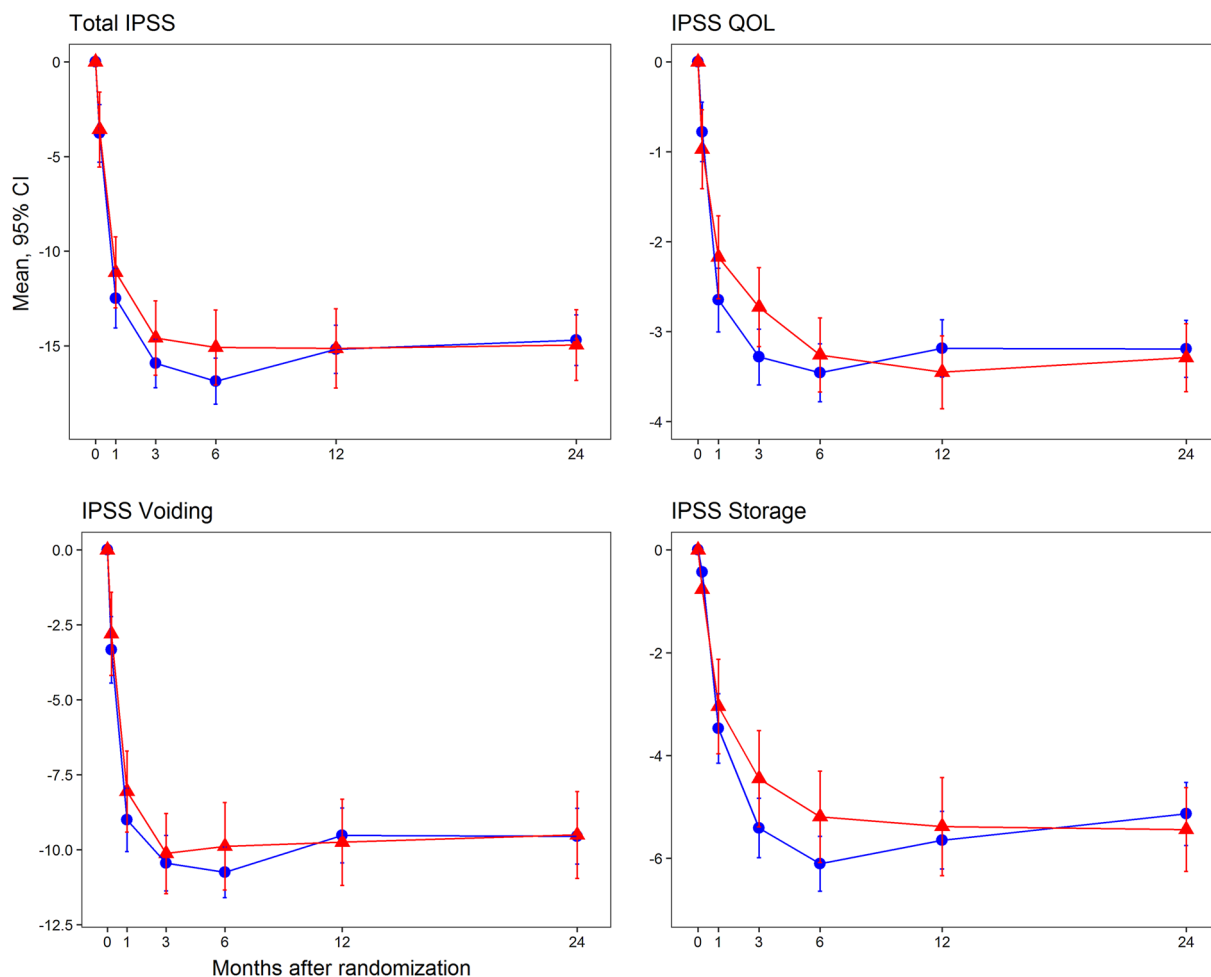 Total IPSS
Mean, 95% CI
0
-5
-10
-15
0 1 3 6 12 24
IPSS QOL
0
-1
-2
-3
-4
0 1 3 6 12 24
IPSS Voiding
0.0
-2.5
-5.0
-7.5
-10.0
-12.5
0 1 3 6 12 24
Months after randomization
IPSS Storage
0
-2
-4
-6
0 1 3 6 12 24